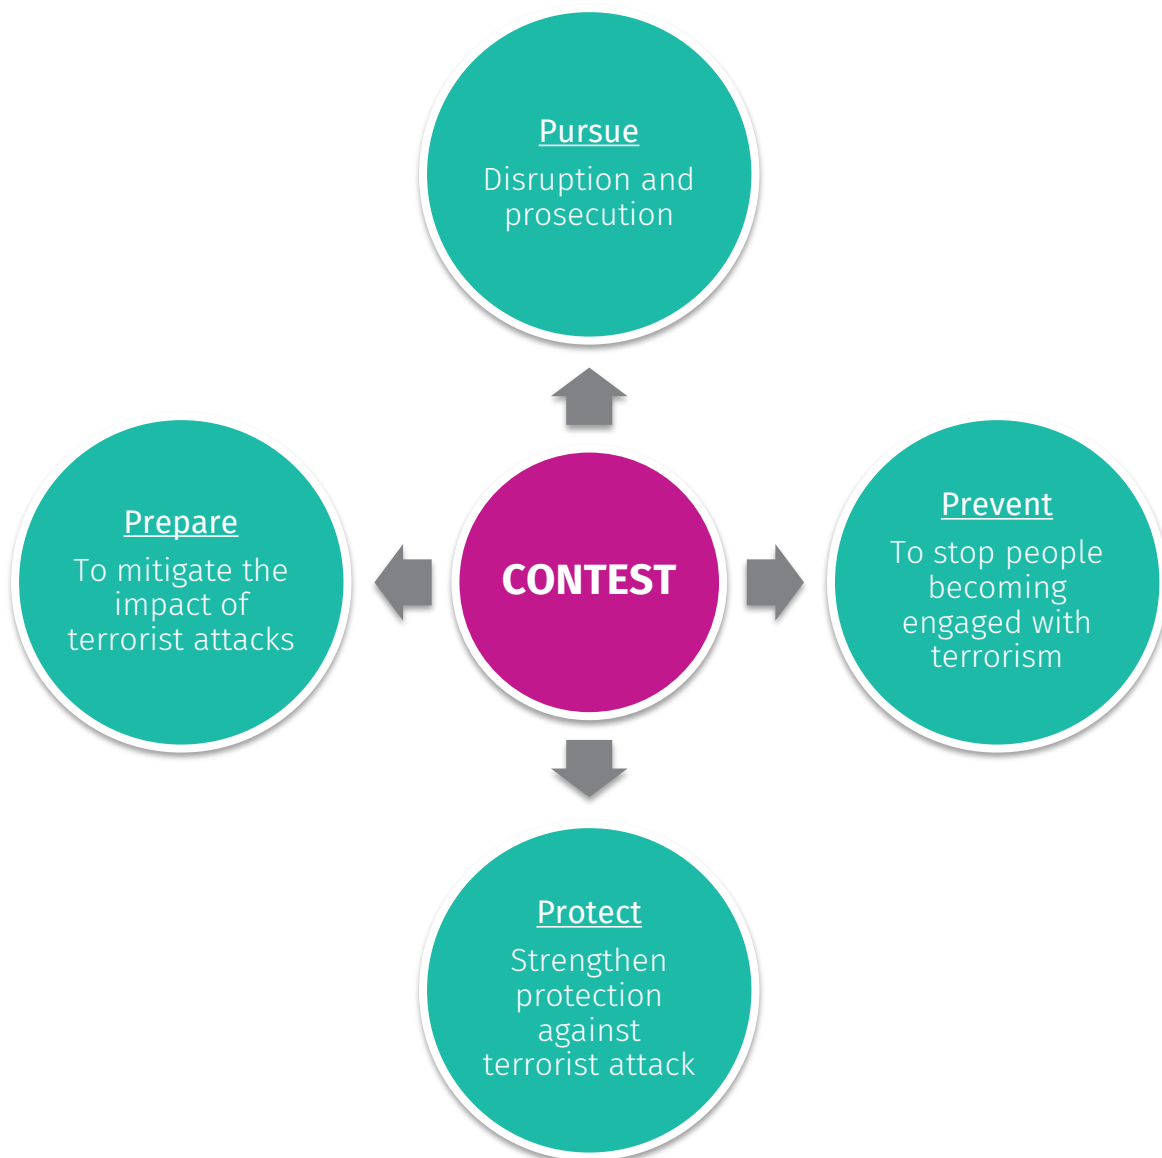 Pursue
Disruption and
prosecution
Prepare
To mitigate the
impact of
terrorist attacks
CONTEST
Prevent
To stop people
becoming
engaged with
terrorism
Protect
Strengthen
protection
against
terrorist attack